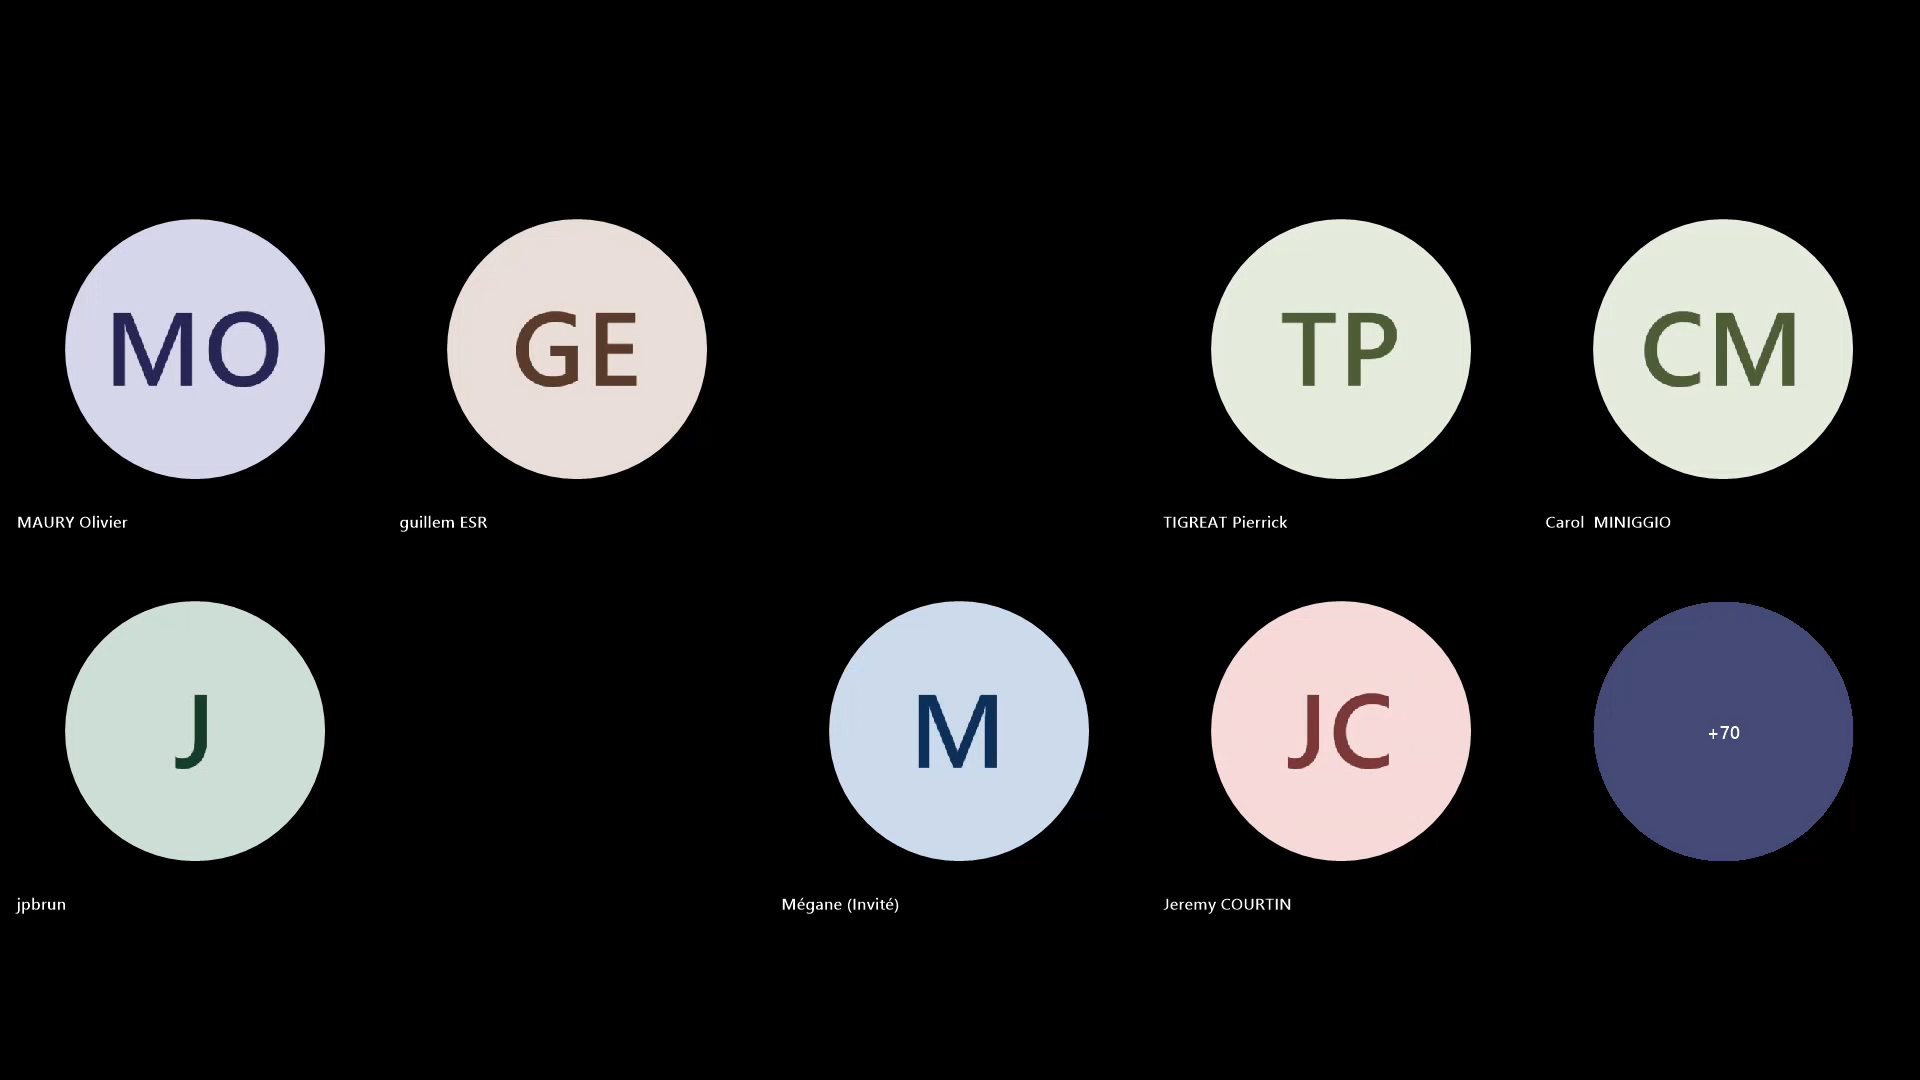 MO
GE
TP
CM
MAURY Olivier
guillem ESR
TIGREAT Pierrick
Carol  MINIGGIO
J
M
JC
+70
jpbrun
Mégane (Invité)
Jeremy COURTIN